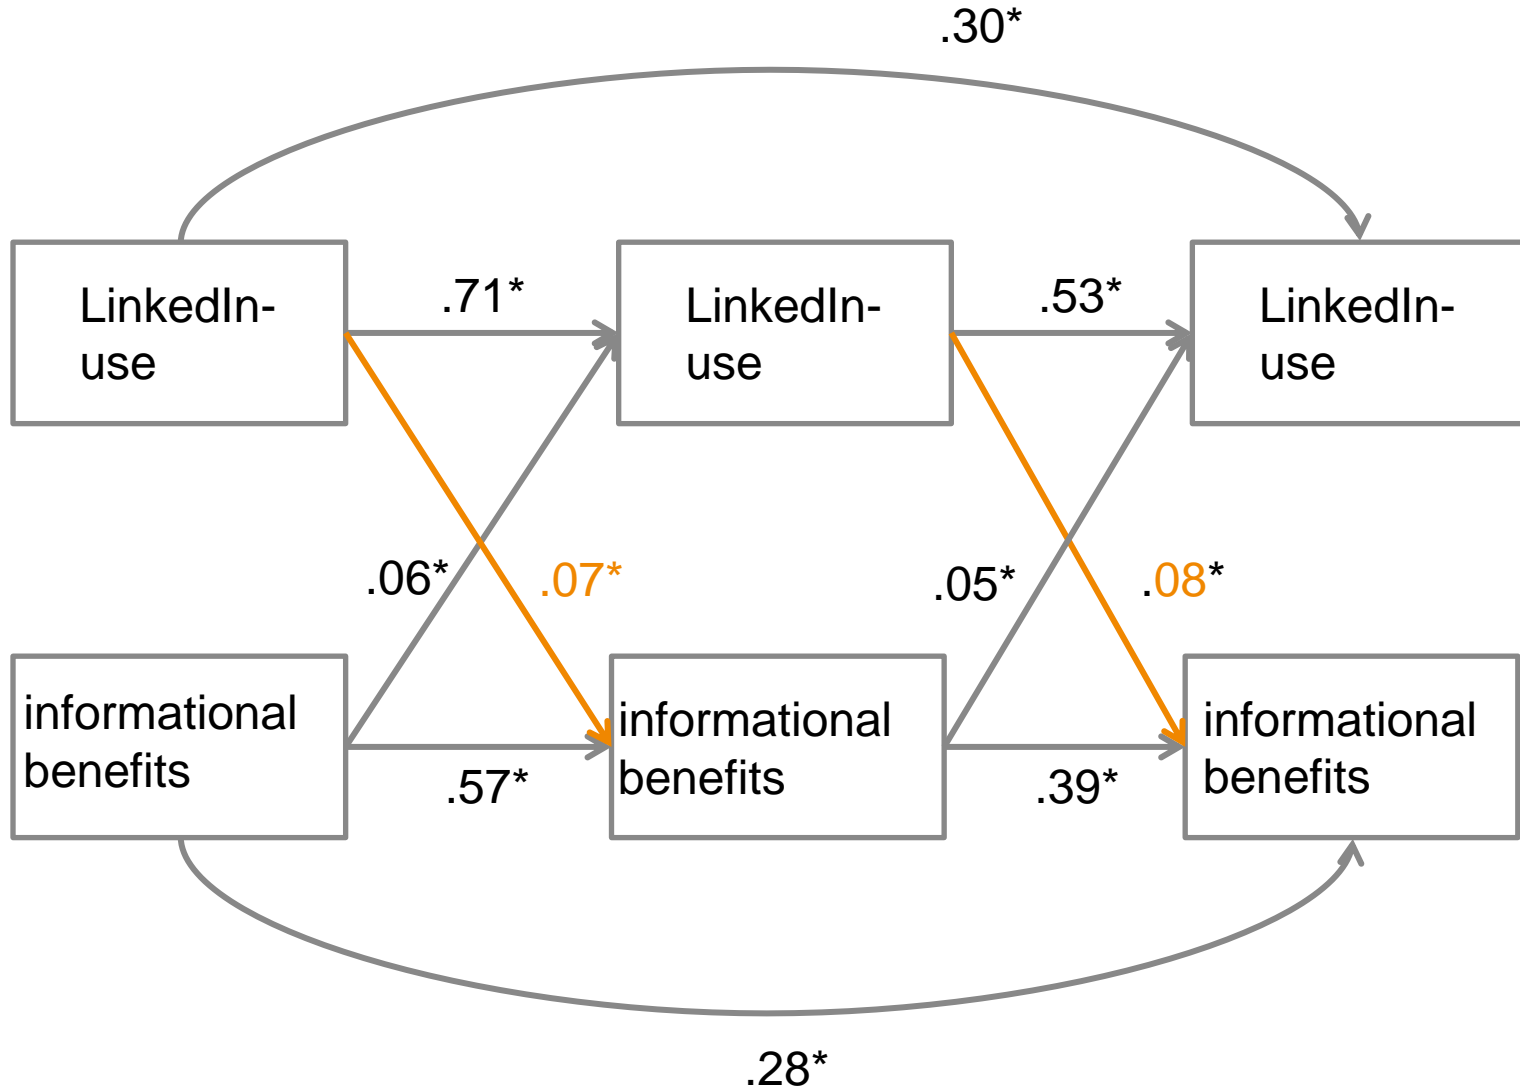 .30*
LinkedIn-
use
.71*
LinkedIn-
use
.53*
LinkedIn-
use
.06*
.07*
.05*
.08*
informational
benefits
.57*
informational
benefits
.39*
informational
benefits
.28*